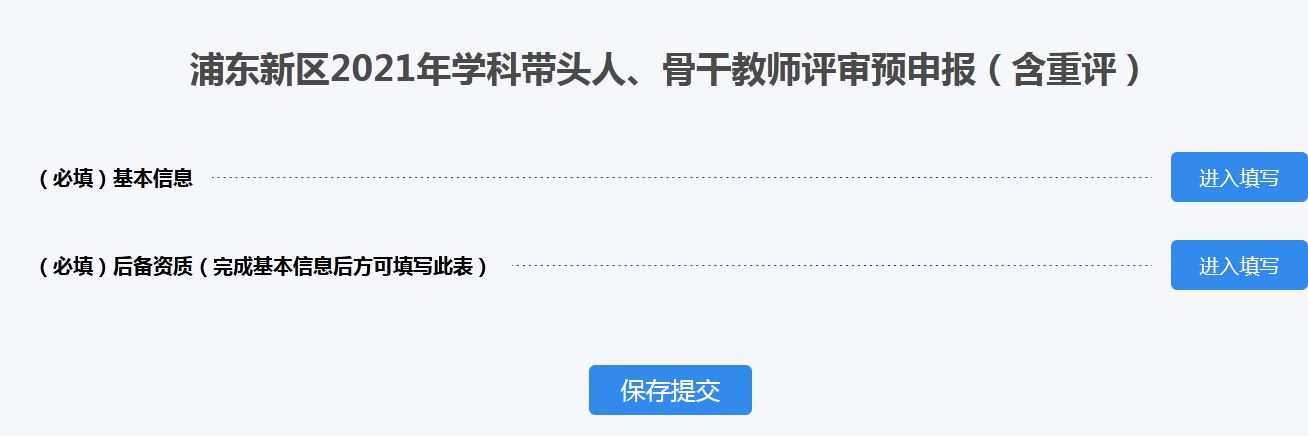 浦东新区2021年学科带头人、骨干教师评审预申报（含重评）
（必填）基本信息 进入填写
（必填）后备资质（完成基本信息后方可填写此表） 进入填写
保存提交